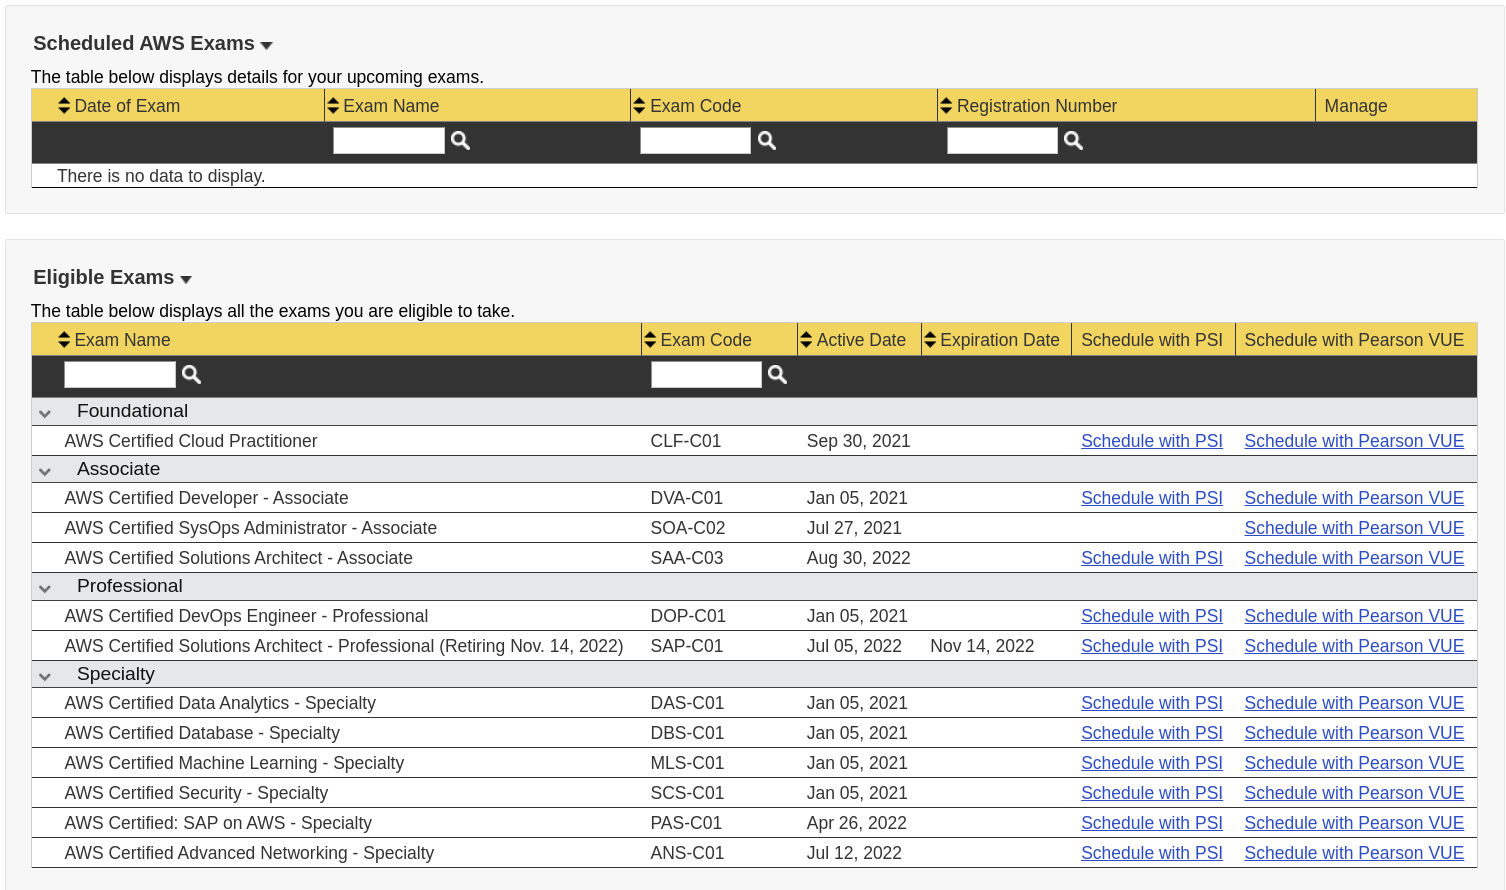 Scheduled AWS Exams
The table below displays details for your upcoming exams.
Date of Exam Exam Name Exam Code Registration Number Manage
There is no data to display.
Eligible Exams
The table below displays all the exams you are eligible to take.
Exam Name Exam Code Active Date Expiration Date Schedule with PSI Schedule with Pearson VUE
Foundational
AWS Certified Cloud Practitioner CLF-C01 Sep 30, 2021 Schedule with PSI Schedule with Pearson VUE
Associate
AWS Certified Developer - Associate DVA-C01 Jan 05, 2021 Schedule with PSI Schedule with Pearson VUE
AWS Certified SysOps Administrator - Associate SOA-C02 Jul 27, 2021 Schedule with Pearson VUE
AWS Certified Solutions Architect - Associate SAA-C03 Aug 30, 2022 Schedule with PSI Schedule with Pearson VUE
Professional
AWS Certified DevOps Engineer - Professional DOP-C01 Jan 05, 2021 Schedule with PSI Schedule with Pearson VUE
AWS Certified Solutions Architect - Professional (Retiring Nov. 14, 2022) SAP-C01 Jul 05, 2022 Nov 14, 2022 Schedule with PSI Schedule with Pearson VUE
Specialty
AWS Certified Data Analytics - Specialty DAS-C01 Jan 05, 2021 Schedule with PSI Schedule with Pearson VUE
AWS Certified Database - Specialty DBS-C01 Jan 05, 2021 Schedule with PSI Schedule with Pearson VUE
AWS Certified Machine Learning - Specialty MLS-C01 Jan 05, 2021 Schedule with PSI Schedule with Pearson VUE
AWS Certified Security - Specialty SCS-C01 Jan 05, 2021 Schedule with PSI Schedule with Pearson VUE
AWS Certified: SAP on AWS - Specialty PAS-C01 Apr 26, 2022 Schedule with PSI Schedule with Pearson VUE
AWS Certified Advanced Networking - Specialty ANS-C01 Jul 12, 2022 Schedule with PSI Schedule with Pearson VUE